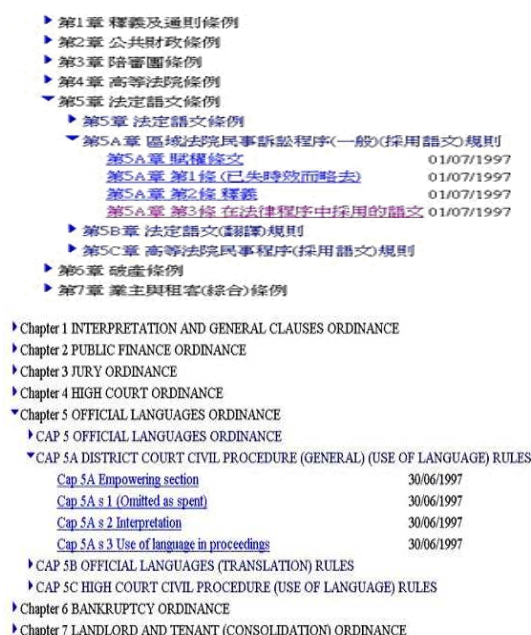 第1章 釋義及通則條例
第2章 公共財政條例
第3章 陪審團條例
第4章 高等法院條例
第5章 法定語文條例
第5章 法定語文條例
第5A章 區域法院民事訴訟程序(一般)(採用語文)規則
第5A章 賦權條文 01/07/1997
第5A章 第1條 (已失時效而略去) 01/07/1997
第5A章 第2條 釋義 01/07/1997
第5A章 第3條 在法律程序中採用的語文 01/07/1997
第5B章 法定語文(翻譯)規則
第5C章 高等法院民事程序(採用語文)規則
第6章 破產條例
第7章 業主與租客(綜合)條例
Chapter 1 INTERPRETATION AND GENERAL CLAUSES ORDINANCE
Chapter 2 PUBLIC FINANCE ORDINANCE
Chapter 3 JURY ORDINANCE
Chapter 4 HIGH COURT ORDINANCE
Chapter 5 OFFICIAL LANGUAGES ORDINANCE
CAP 5 OFFICIAL LANGUAGES ORDINANCE
CAP 5A DISTRICT COURT CIVIL PROCEDURE (GENERAL) (USE OF LANGUAGE) RULES
Cap 5A Empowering section 30/06/1997
Cap 5A s 1 (Omitted as spent) 30/06/1997
Cap 5A s 2 Interpretation 30/06/1997
Cap 5A s 3 Use of language in proceedings 30/06/1997
CAP 5B OFFICIAL LANGUAGES (TRANSLATION) RULES
CAP 5C HIGH COURT CIVIL PROCEDURE (USE OF LANGUAGE) RULES
Chapter 6 BANKRUPTCY ORDINANCE
Chapter 7 LANDLORD AND TENANT (CONSOLIDATION) ORDINANCE